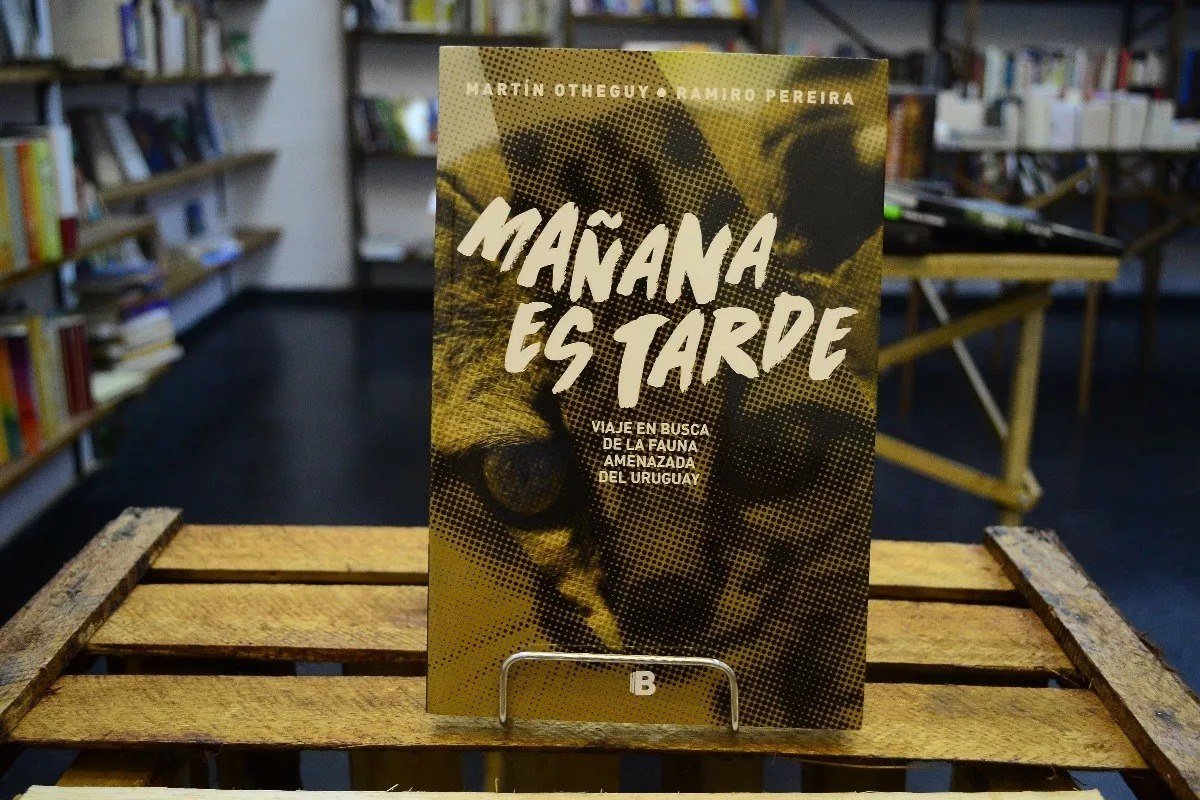 MARTÍN OTHEGUY • RAMIRO PEREIRA
MAÑANA
ES TARDE
VIAJE EN BUSCA
DE LA FAUNA
AMENAZADA
DEL URUGUAY
B